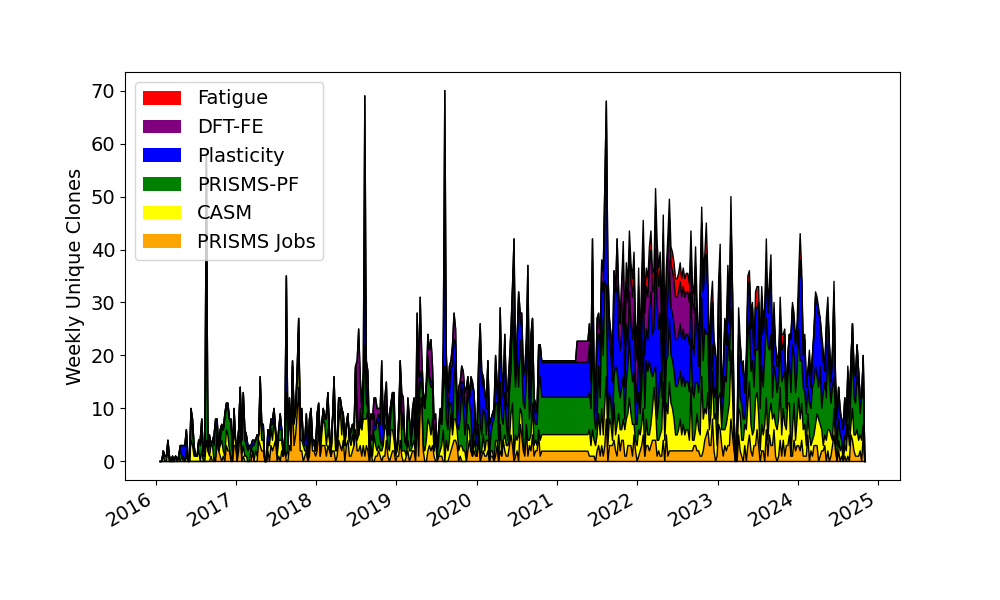 Weekly Unique Clones
70
60
50
40
30
20
10
0
Fatigue
DFT-FE
Plasticity
PRISMS-PF
CASM
PRISMS Jobs
2016
2017
2018
2019
2020
2021
2022
2023
2024
2025